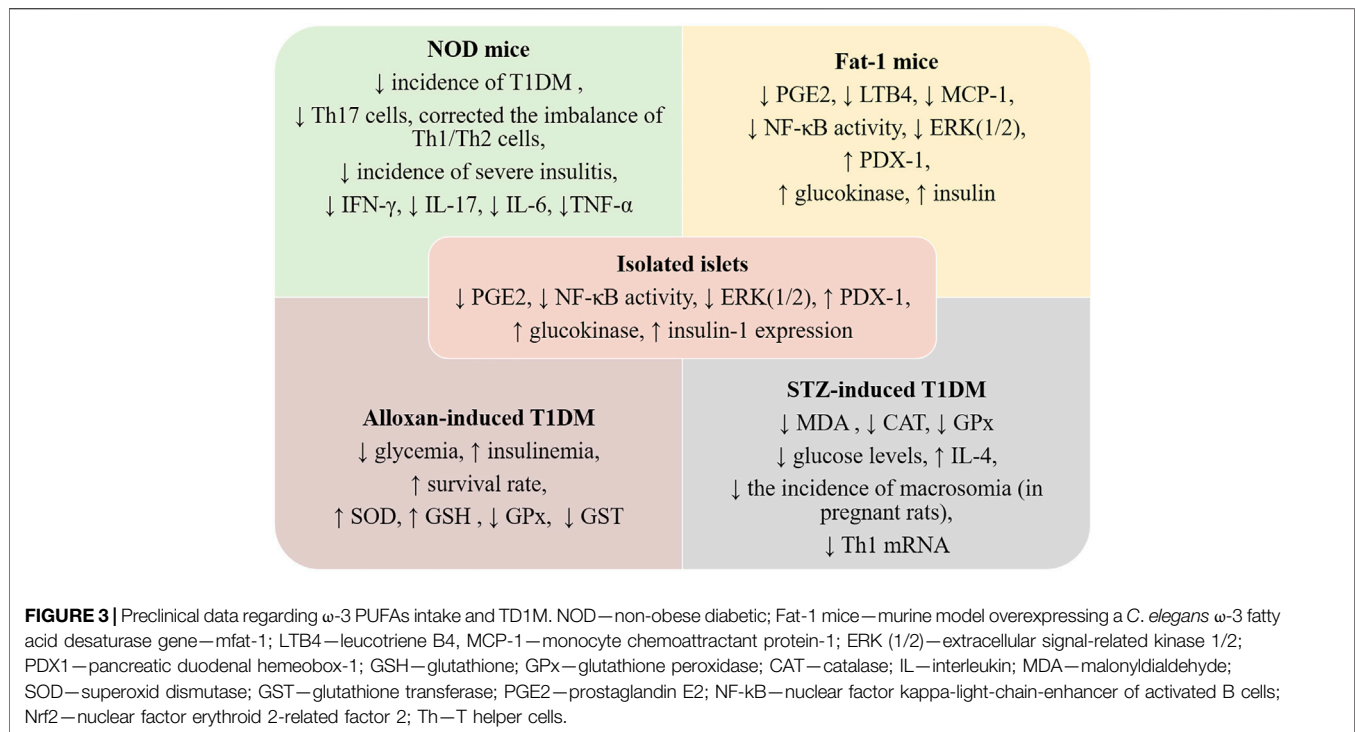 NOD mice
↓ incidence of T1DM ,
↓ Th17 cells, corrected the imbalance of
Th1/Th2 cells,
↓ incidence of severe insulitis,
↓ IFN-γ, ↓ IL-17, ↓ IL-6, ↓TNF-α
Fat-1 mice
↓ PGE2, ↓ LTB4, ↓ MCP-1,
↓ NF-κB activity, ↓ ERK(1/2),
↑ PDX-1,
↑ glucokinase, ↑ insulin
Isolated islets
↓ PGE2, ↓ NF-κB activity, ↓ ERK(1/2), ↑ PDX-1,
↑ glucokinase, ↑ insulin-1 expression
Alloxan-induced T1DM
↓ glycemia, ↑ insulinemia,
↑ survival rate,
↑ SOD, ↑ GSH , ↓ GPx, ↓ GST
STZ-induced T1DM
↓ MDA , ↓ CAT, ↓ GPx
↓ glucose levels, ↑ IL-4,
↓ the incidence of macrosomia (in
pregnant rats),
↓ Th1 mRNA
FIGURE 3 | Preclinical data regarding ω-3 PUFAs intake and TD1M. NOD—non-obese diabetic; Fat-1 mice—murine model overexpressing a C. elegans ω-3 fatty
acid desaturase gene—mfat-1; LTB4—leucotriene B4, MCP-1—monocyte chemoattractant protein-1; ERK (1/2)—extracellular signal-related kinase 1/2;
PDX1—pancreatic duodenal hemeobox-1; GSH—glutathione; GPx—glutathione peroxidase; CAT—catalase; IL—interleukin; MDA—malonyldialdehyde;
SOD—superoxid dismutase; GST—glutathione transferase; PGE2—prostaglandin E2; NF-kB—nuclear factor kappa-light-chain-enhancer of activated B cells;
Nrf2—nuclear factor erythroid 2-related factor 2; Th—T helper cells.